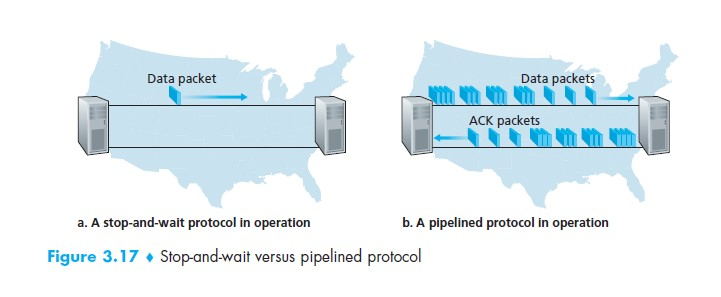 Data packet
Data packets
ACK packets
a. A stop-and-wait protocol in operation
b. A pipelined protocol in operation
Figure 3.17 ♦ Stop-and-wait versus pipelined protocol